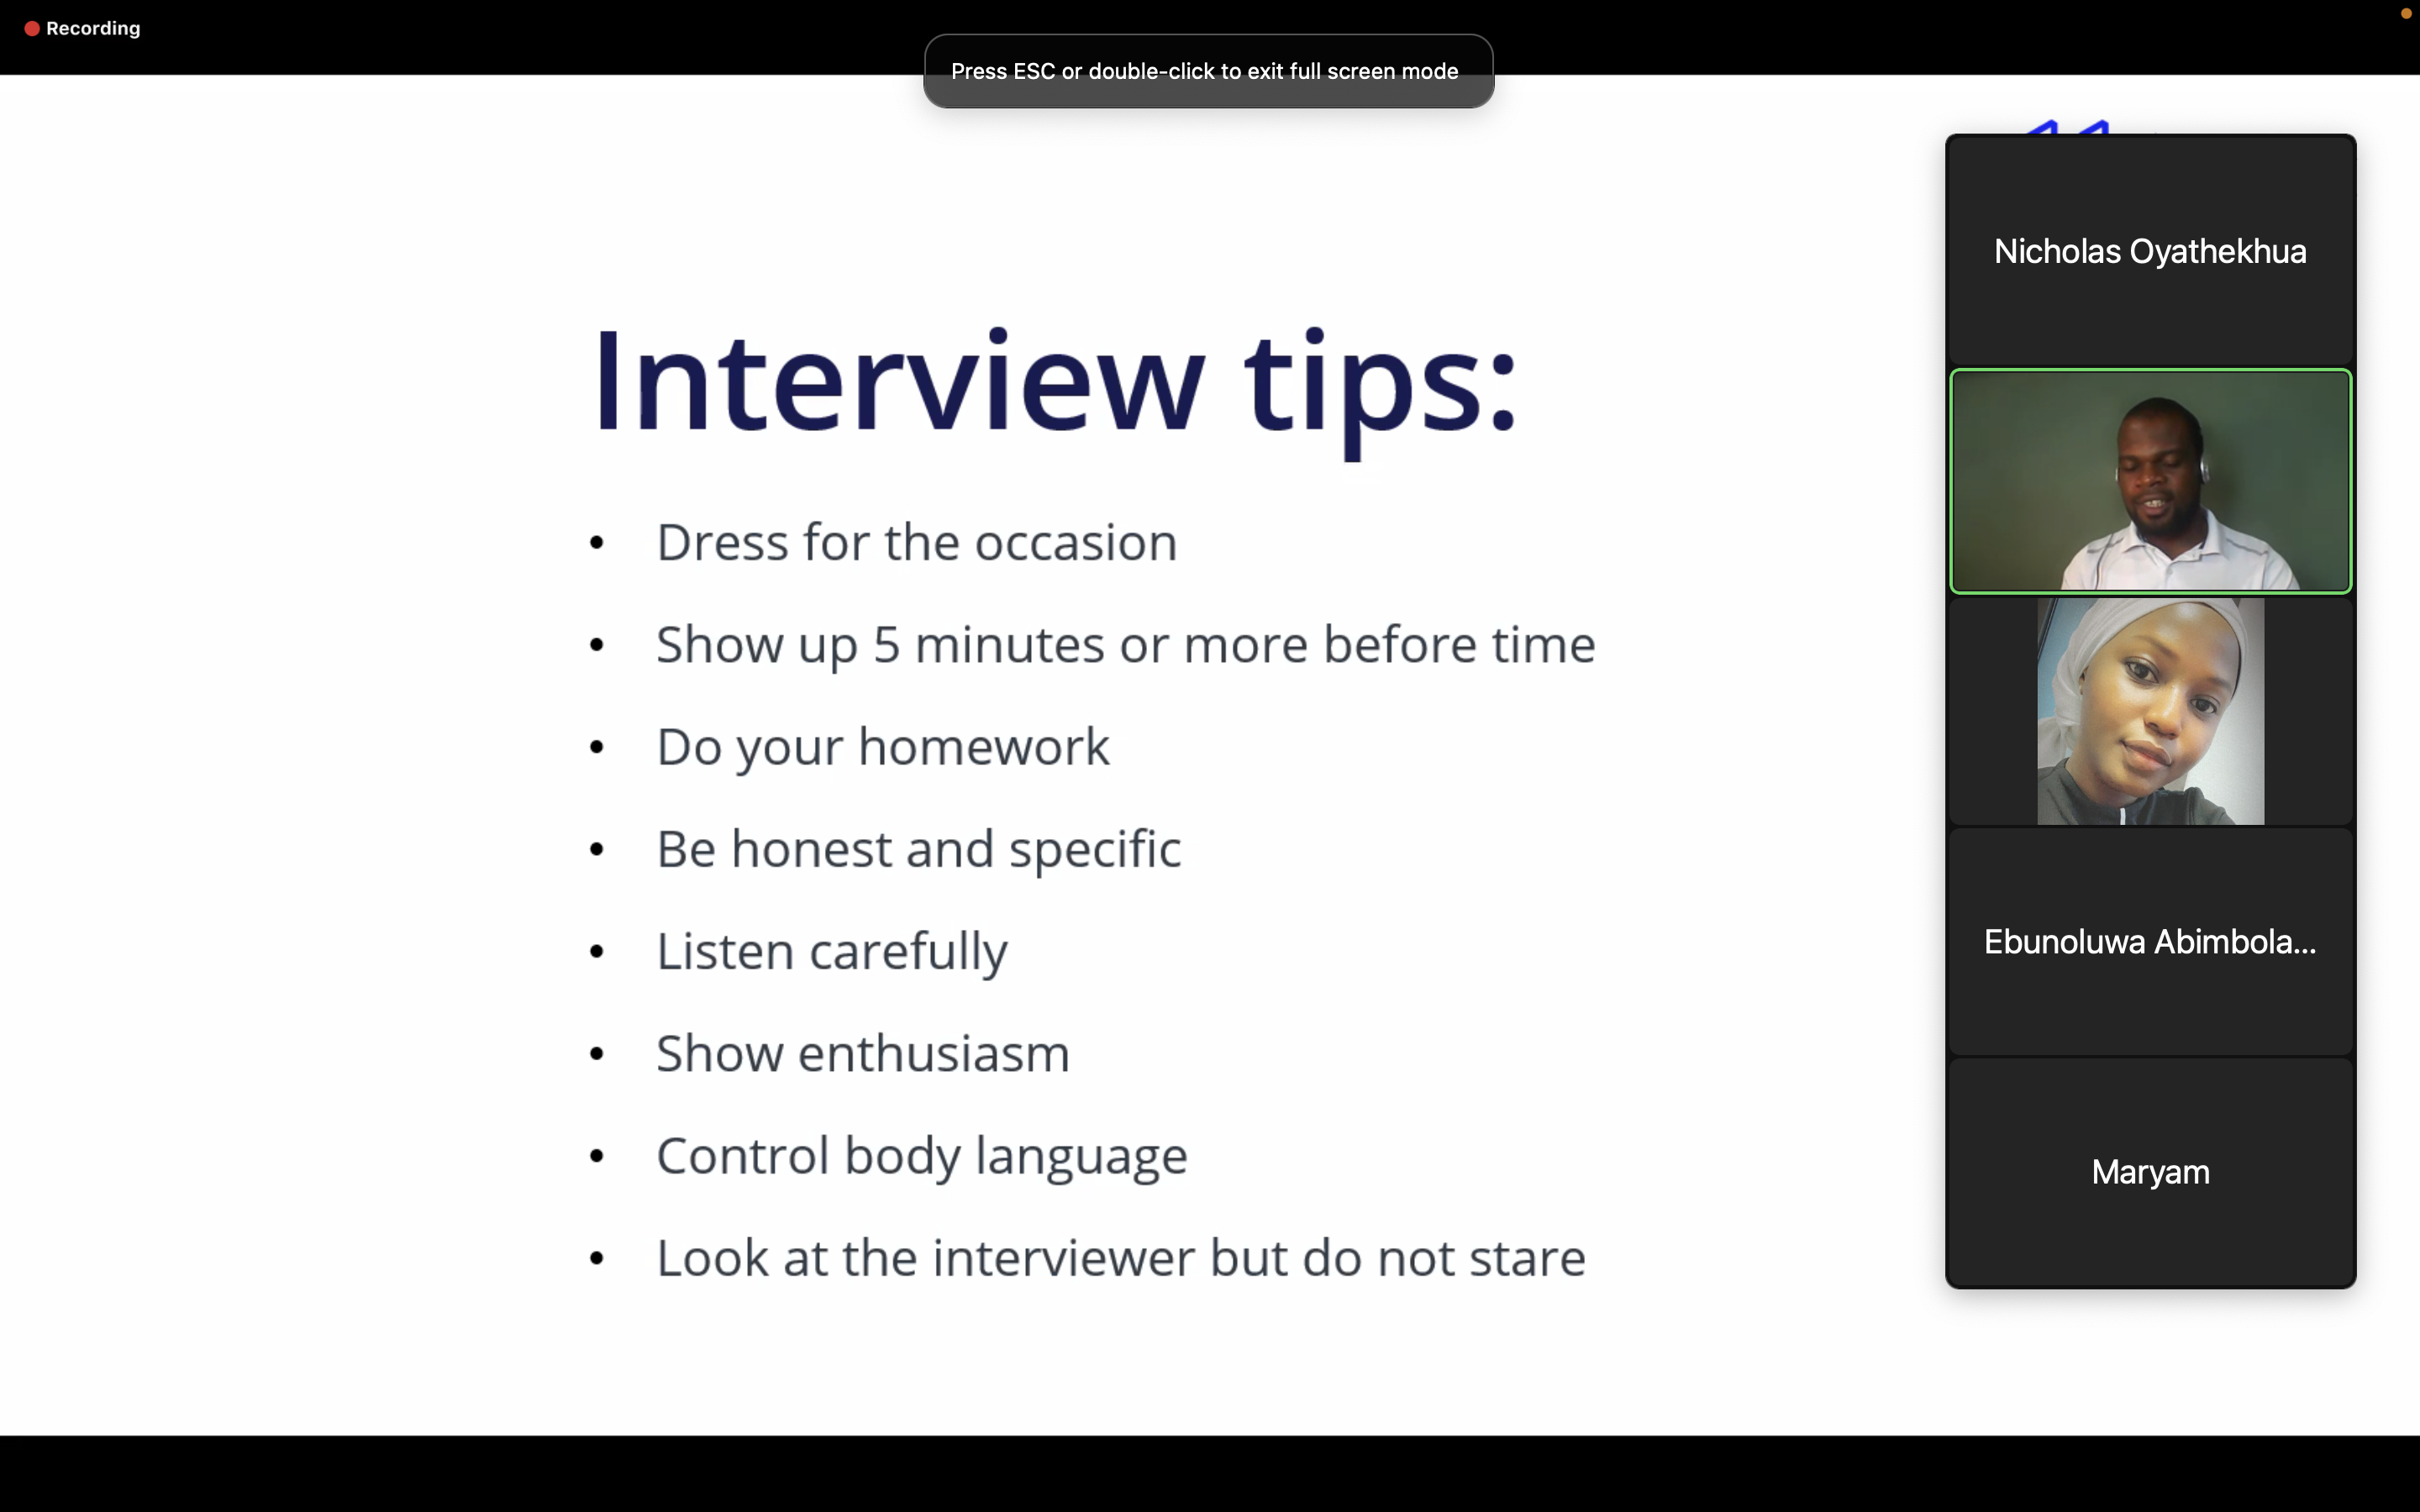 Recording
Press ESC or double-click to exit full screen mode
Interview tips:
• Dress for the occasion
• Show up 5 minutes or more before time
• Do your homework
• Be honest and specific
• Listen carefully
• Show enthusiasm
• Control body language
• Look at the interviewer but do not stare
Nicholas Oyathekhua
Ebunoluwa Abimbola...
Maryam